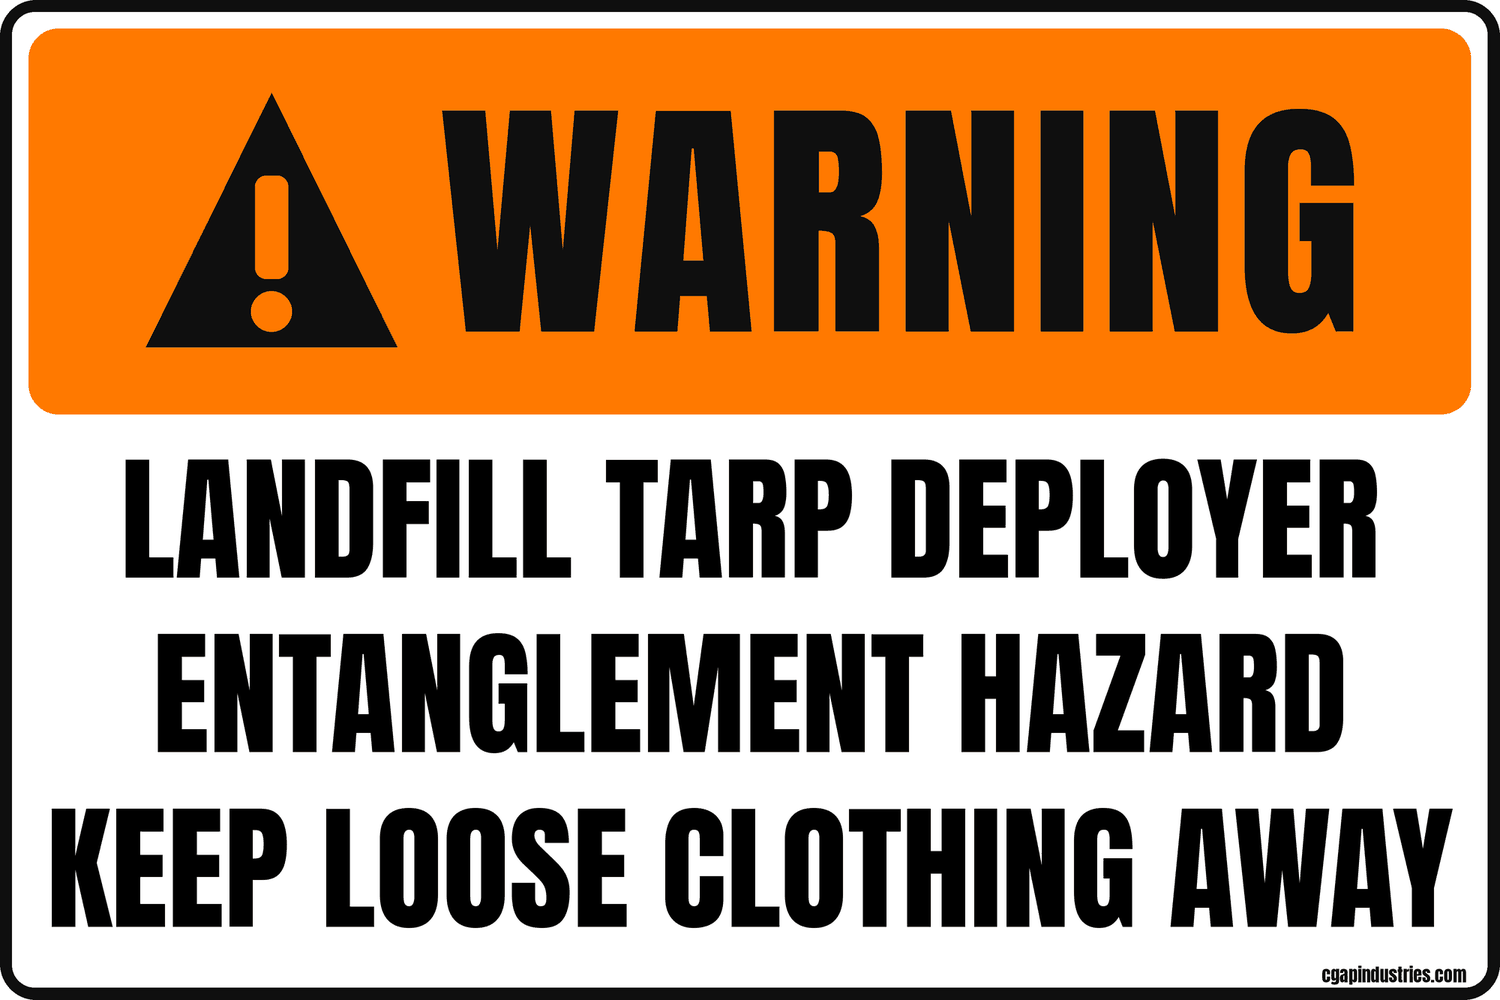 WARNING
LANDFILL TARP DEPLOYER
ENTANGLEMENT HAZARD
KEEP LOOSE CLOTHING AWAY
cgapindustries.com